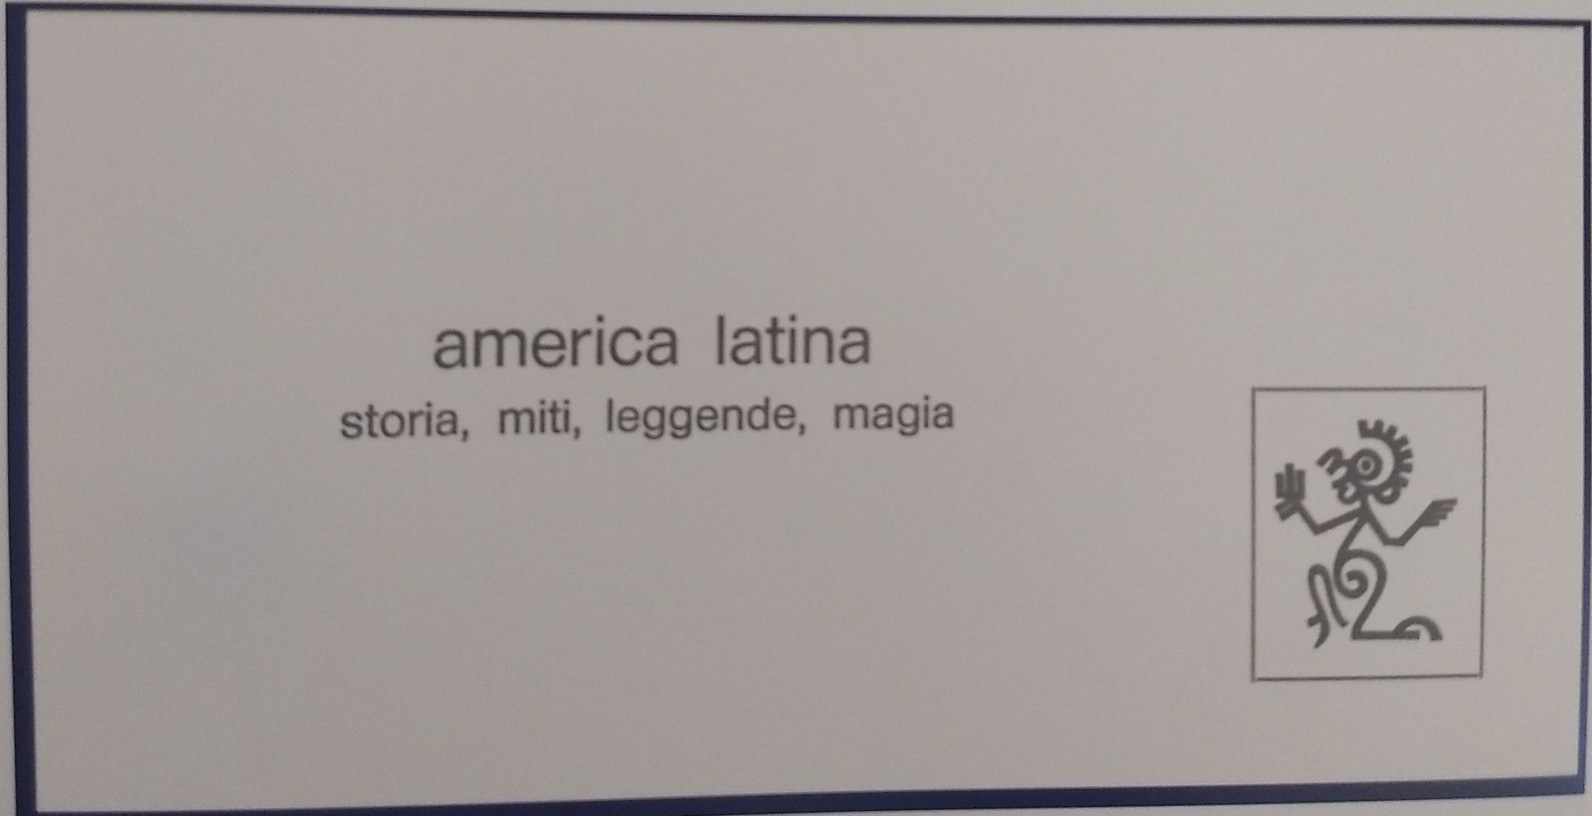 america latina
storia, miti, leggende, magia